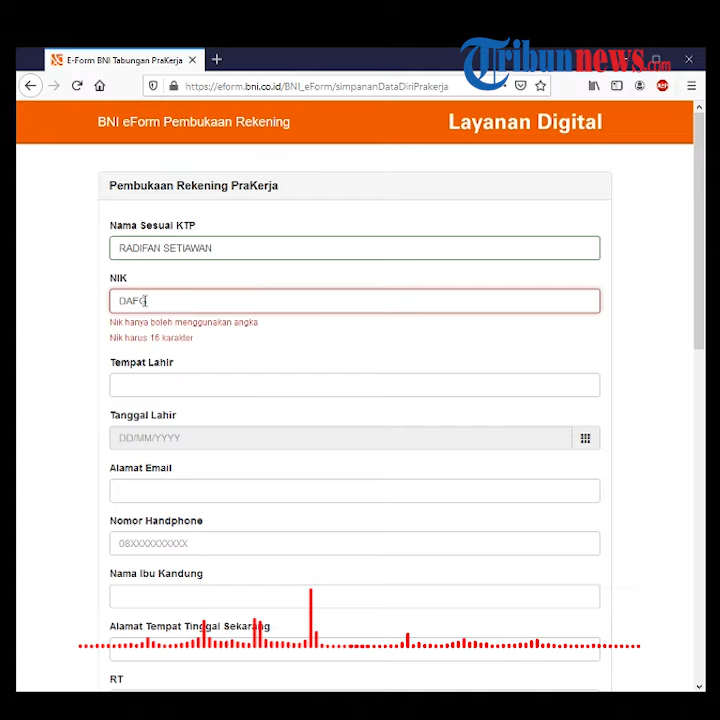 Tribunnews.com
E-Form BNI Tabungan PraKerja
https://eform.bni.co.id/BNI_eForm/simpananDataDiriPrakerja
BNI eForm Pembukaan Rekening
Layanan Digital
Pembukaan Rekening PraKerja
Nama Sesuai KTP
RADIFAN SETIAWAN
NIK
Nik hanya boleh menggunakan angka
Nik harus 16 karakter
Tempat Lahir
Tanggal Lahir
DD/MM/YYYY
Alamat Email
Nomor Handphone
08XXXXXXXXXX
Nama Ibu Kandung
Alamat Tempat Tinggal Sekarang
RT